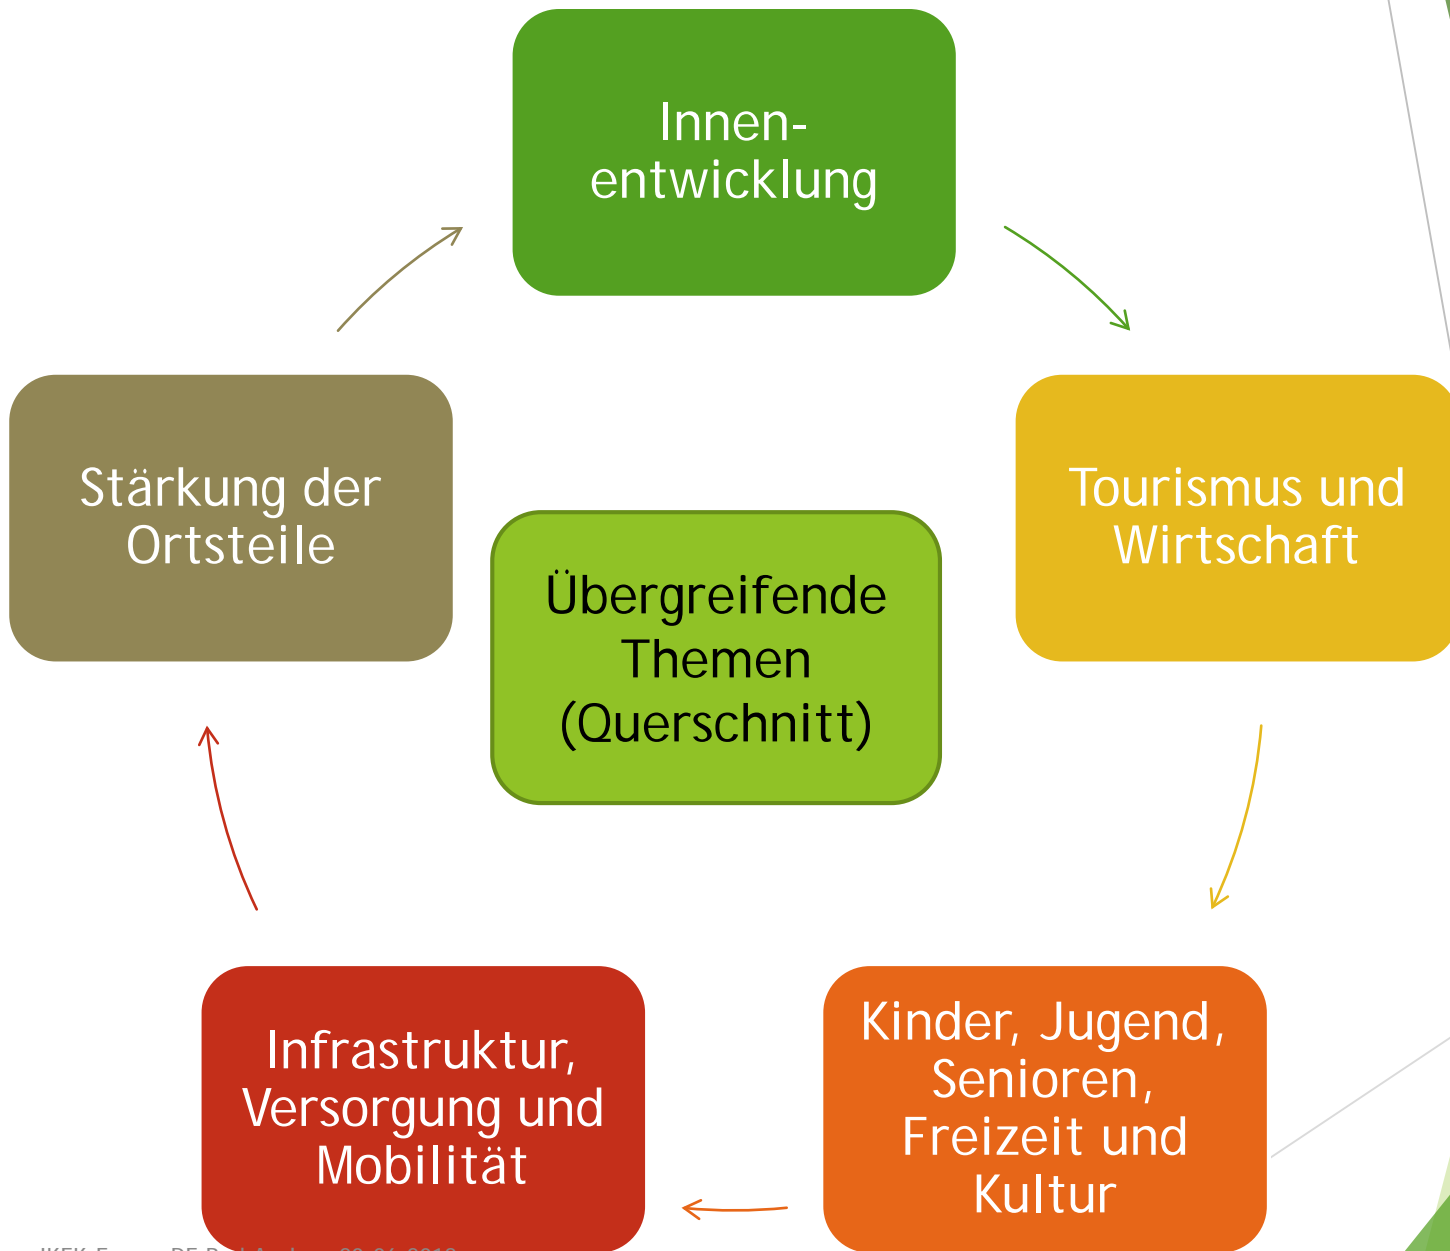 Innen-
entwicklung
Tourismus und
Wirtschaft
Kinder, Jugend,
Senioren,
Freizeit und
Kultur
Infrastruktur,
Versorgung und
Mobilität
Stärkung der
Ortsteile
Übergreifende
Themen
(Querschnitt)